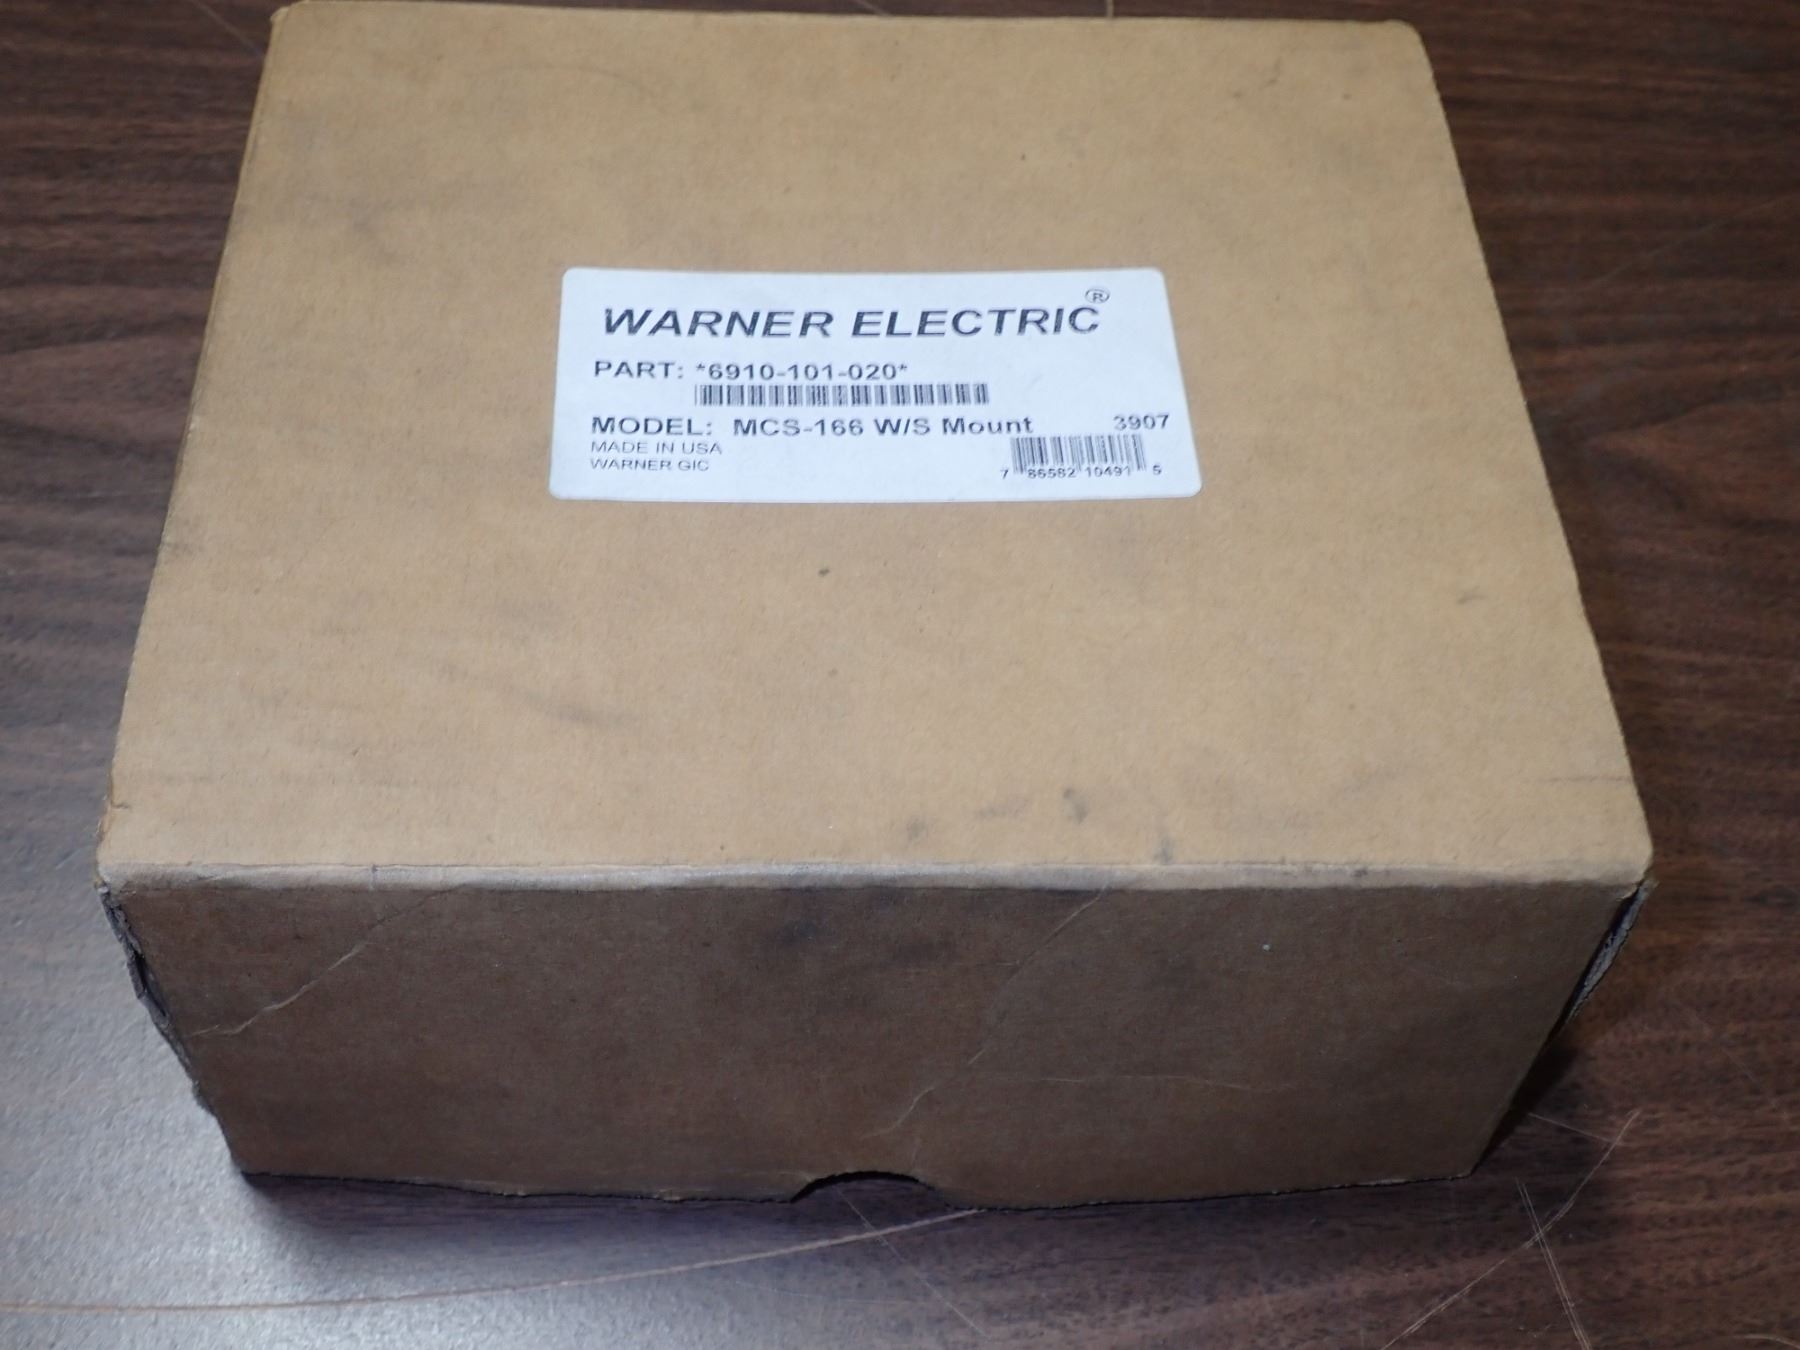 WARNER ELECTRIC®
PART: *6910-101-020*
MODEL: MCS-166 W/S Mount 3907
MADE IN USA
WARNER GIC
7 86582 10491 5